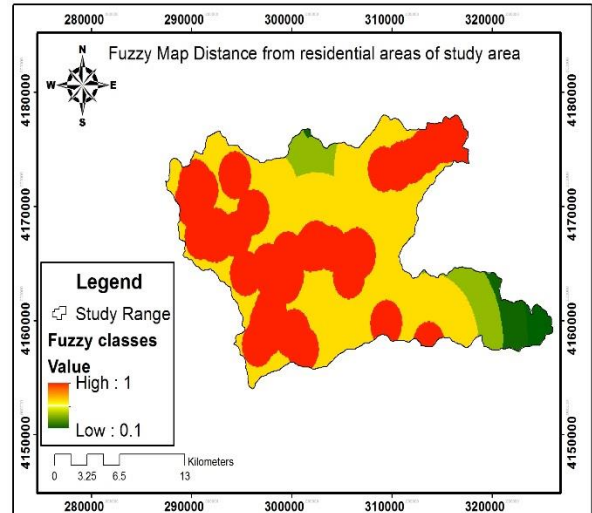 280000 290000 300000 310000 320000
Fuzzy Map Distance from residential areas of study area
N
W E
S
4180000 4180000
4170000 4170000
4160000 4160000
4150000 4150000
Legend
Study Range
Fuzzy classes
Value
High : 1
Low : 0.1
Kilometers
0 3.25 6.5 13
280000 290000 300000 310000 320000